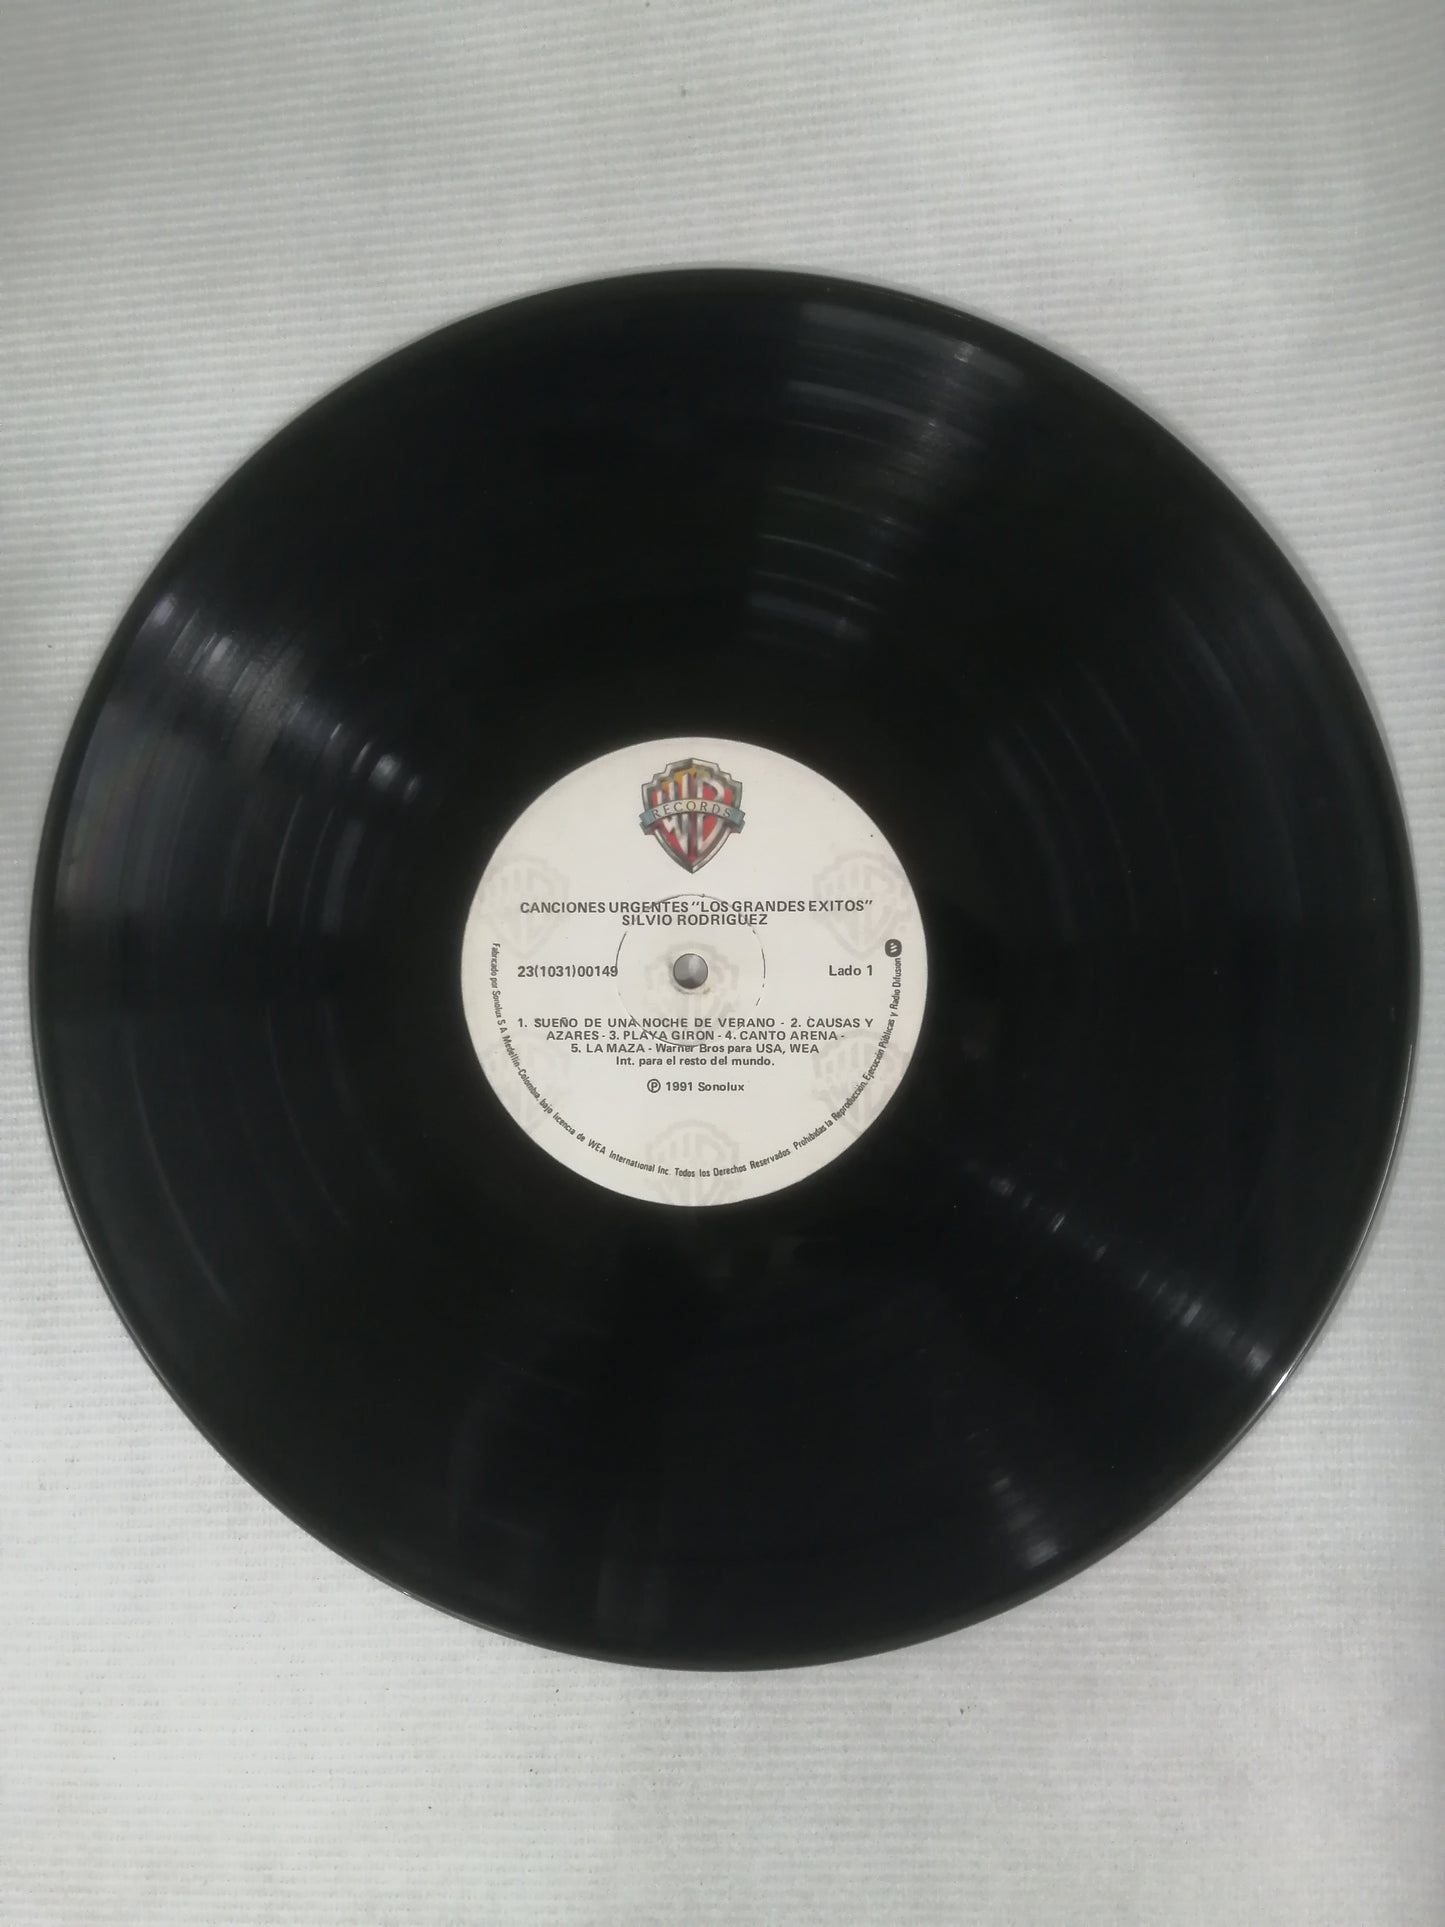 WB
RECORDS
CANCIONES URGENTES "LOS GRANDES EXITOS"
SILVIO RODRIGUEZ
23(1031)00149
Lado 1
1. SUEÑO DE UNA NOCHE DE VERANO - 2. CAUSAS Y
AZARES - 3. PLAYA GIRON - 4. CANTO ARENA -
5. LA MAZA - Warner Bros para USA, WEA
Int. para el resto del mundo.
Ⓟ 1991 Sonolux
Fabricado por Sonolux S A Medellín-Colombia, bajo licencia de WEA International Inc. Todos los Derechos Reservados Prohibidas la Reproducción, Ejecución Públicas y Radio Difusión